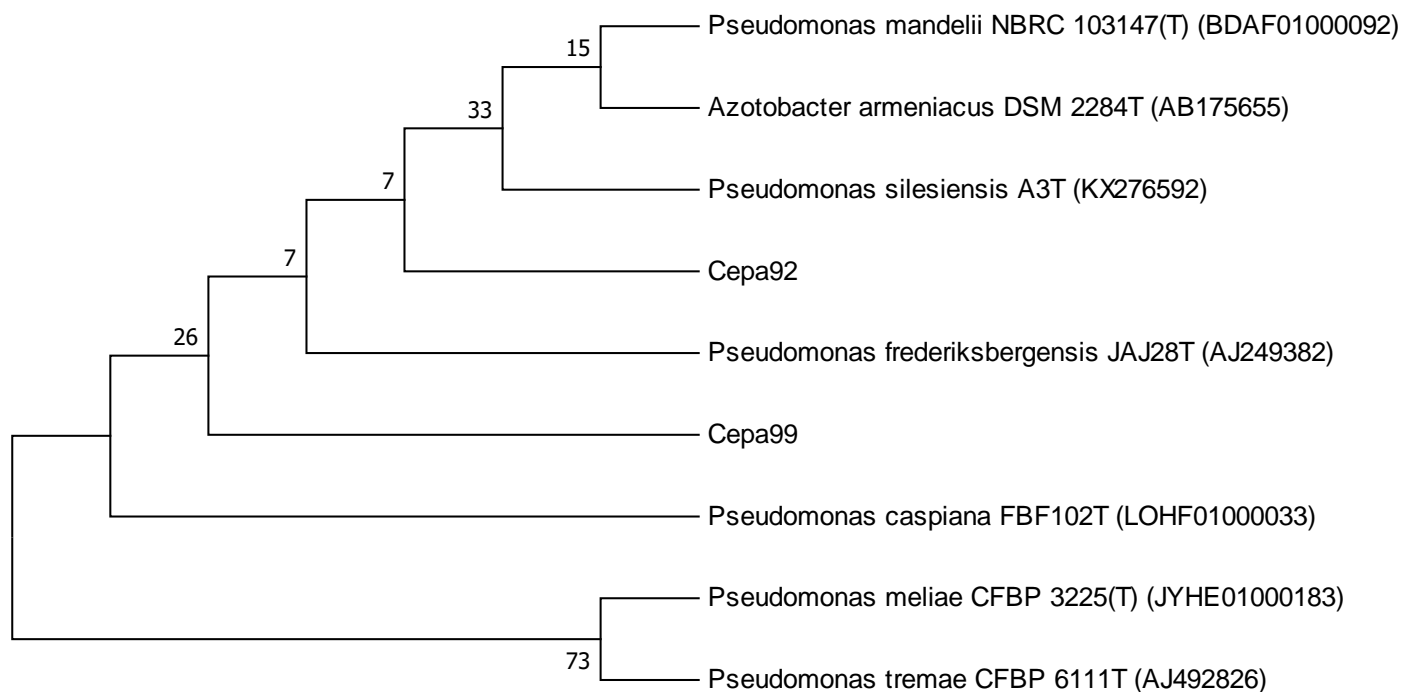 Pseudomonas mandelii NBRC 103147(T) (BDAF01000092)
15
Azotobacter armeniacus DSM 2284T (AB175655)
33
Pseudomonas silesiensis A3T (KX276592)
7
Cepa92
7
Pseudomonas frederiksbergensis JAJ28T (AJ249382)
26
Cepa99
Pseudomonas caspiana FBF102T (LOHF01000033)
Pseudomonas meliae CFBP 3225(T) (JYHE01000183)
73
Pseudomonas tremae CFBP 6111T (AJ492826)